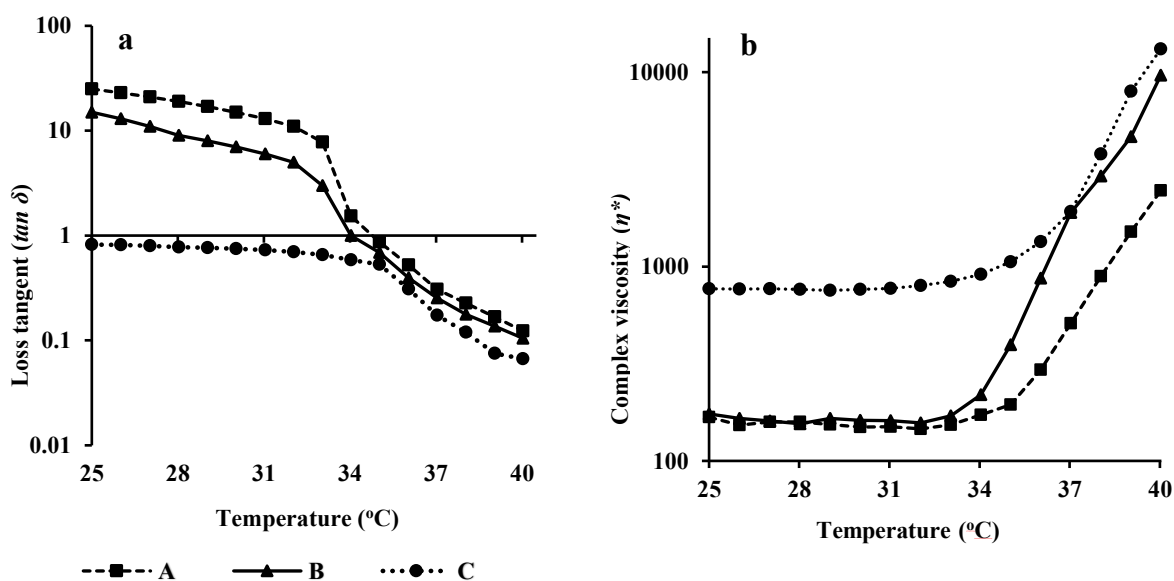 a
Loss tangent (tan δ)
100
10
1
0.1
0.01
25 28 31 34 37 40
Temperature (ºC)
b
Complex viscosity (η*)
10000
1000
100
25 28 31 34 37 40
Temperature (ºC)
A B C